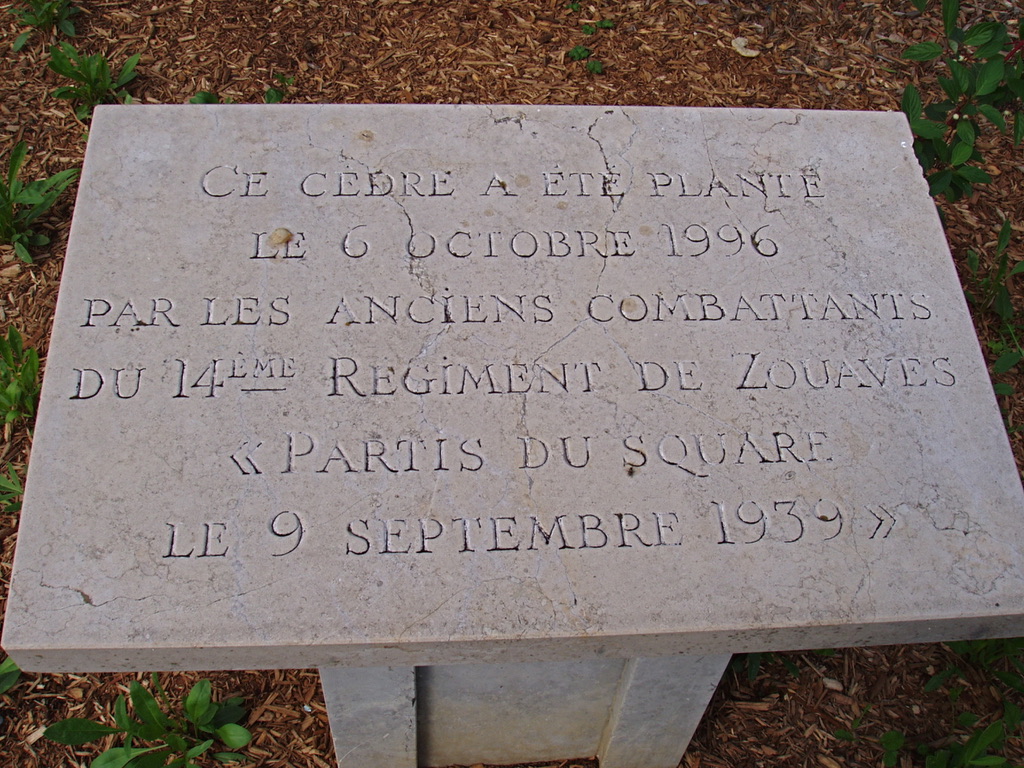 CE CÈDRE A ÉTÉ PLANTÉ
LE 6 OCTOBRE 1996
PAR LES ANCIENS COMBATTANTS
DU 14ÈME REGIMENT DE ZOUAVES
« PARTIS DU SQUARE
LE 9 SEPTEMBRE 1939 »